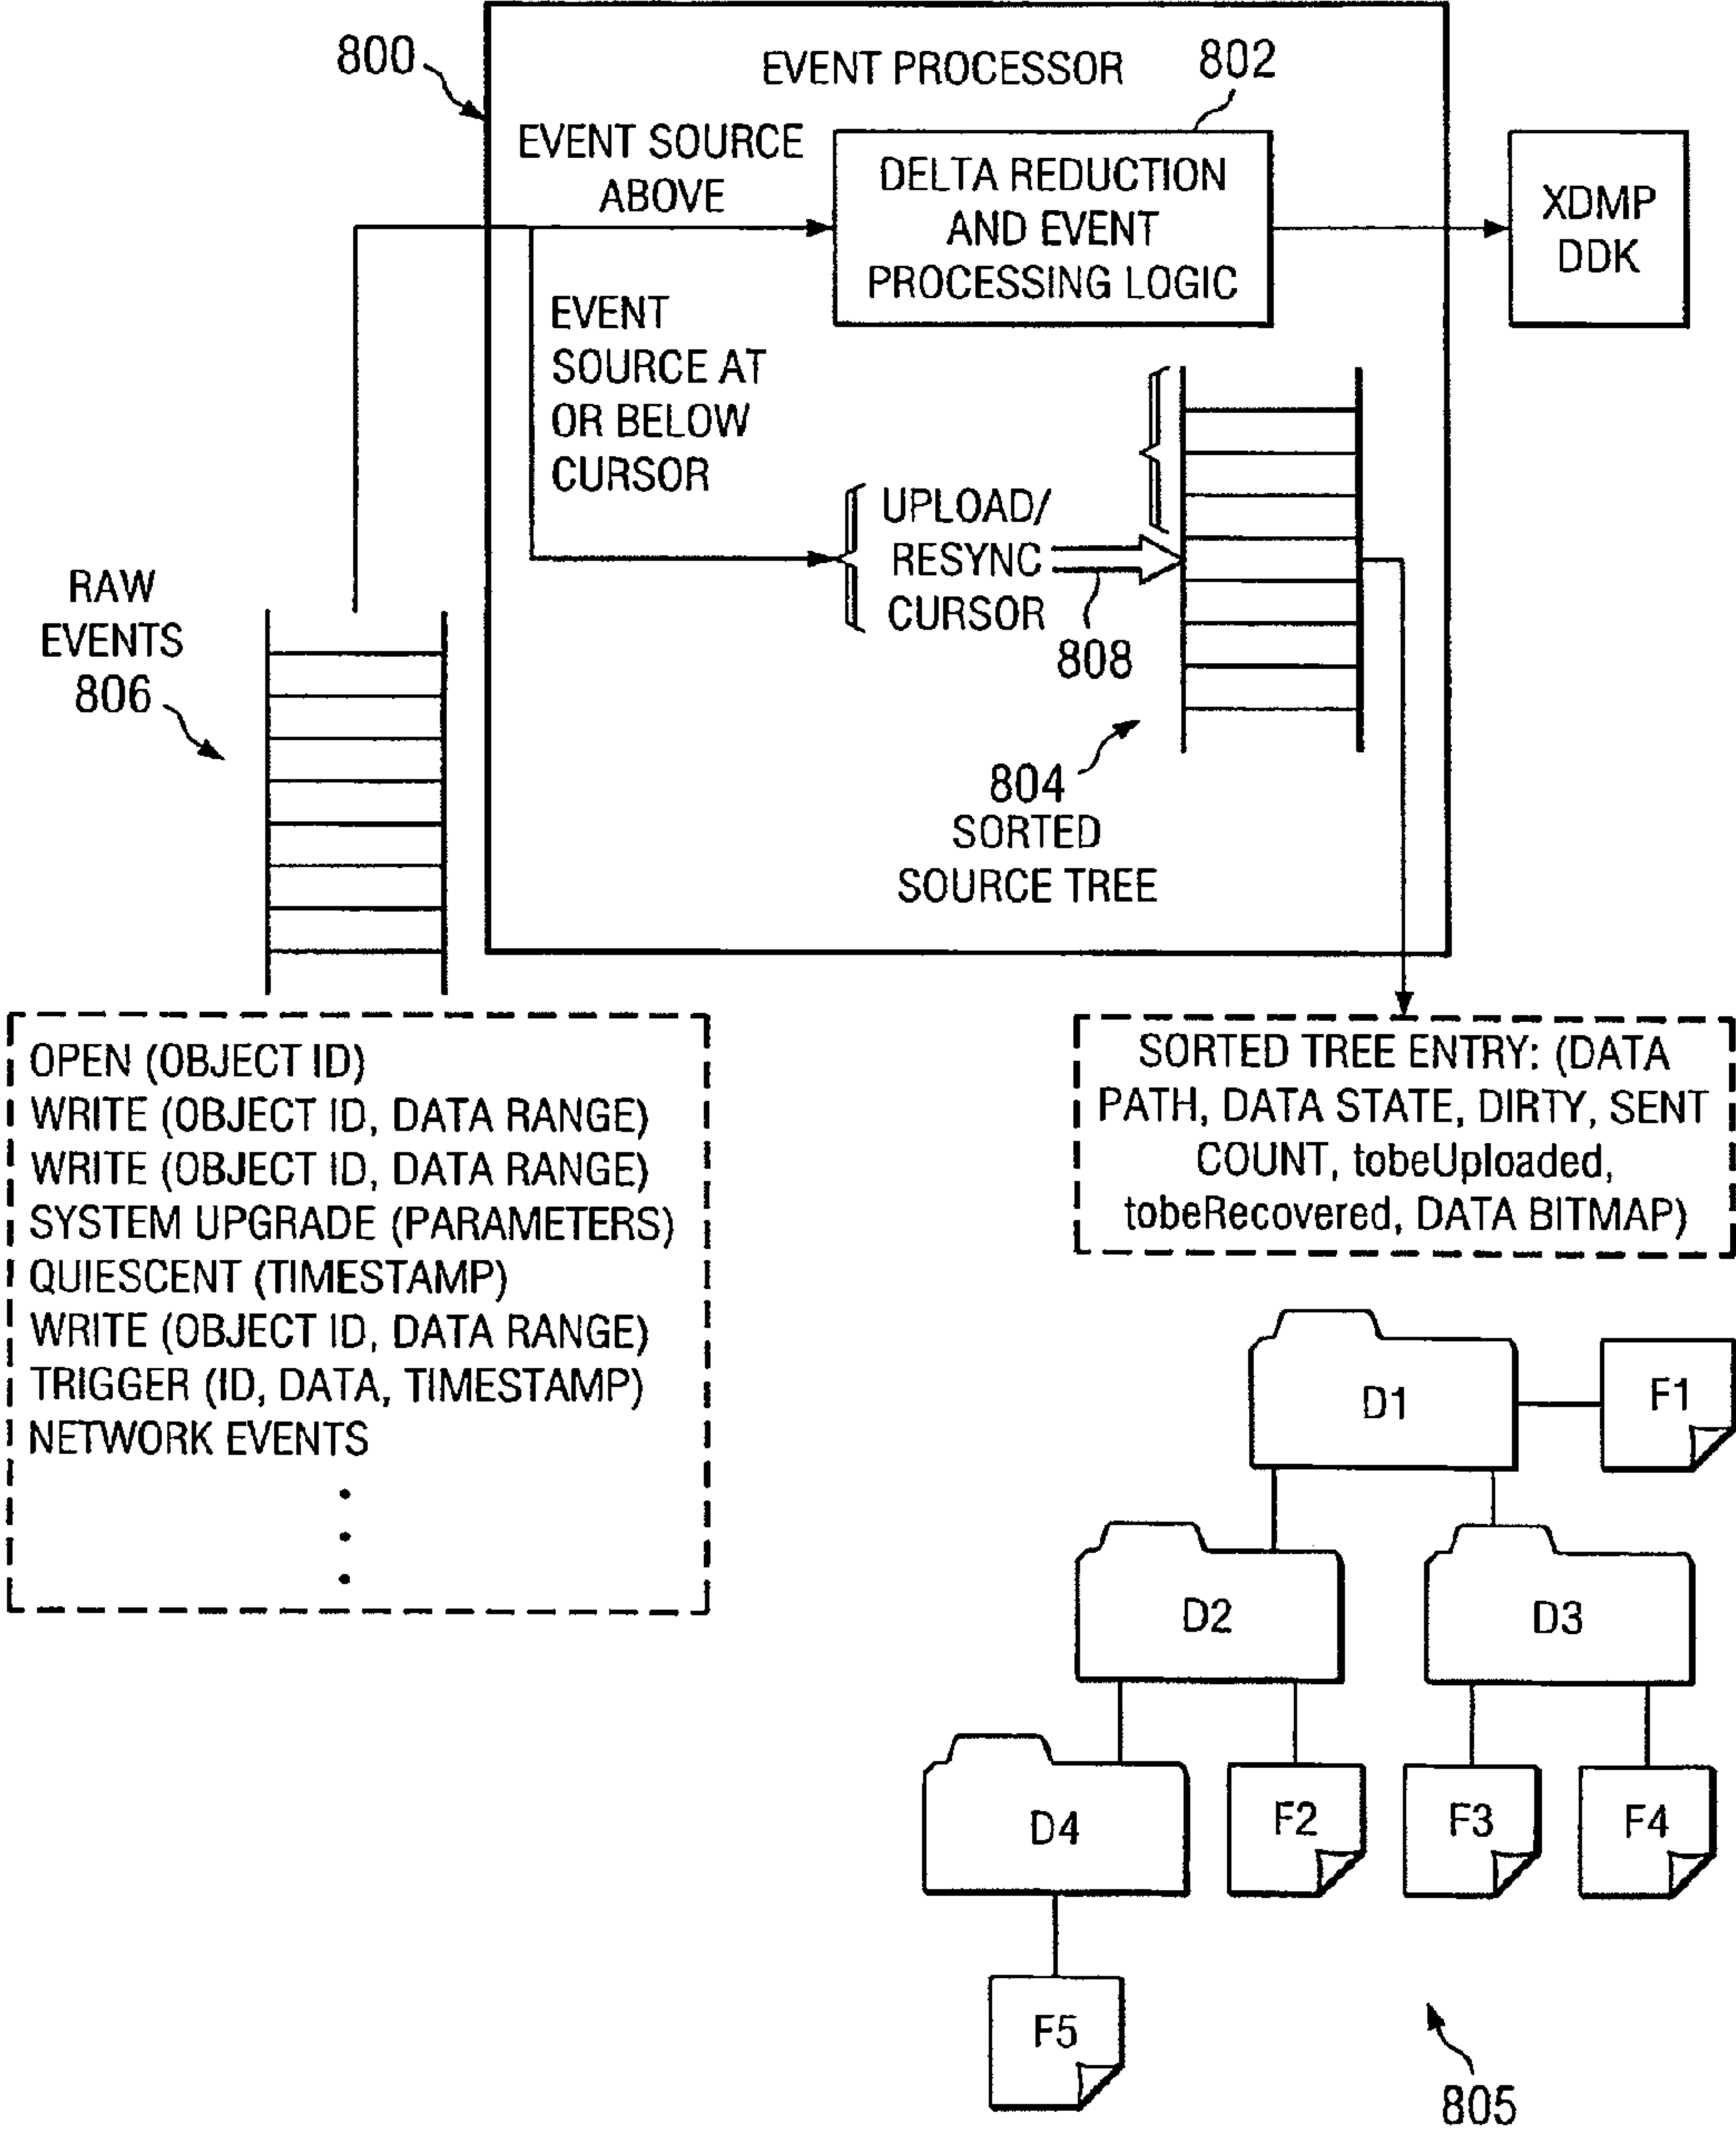 800
EVENT PROCESSOR
802
EVENT SOURCE
ABOVE
DELTA REDUCTION
AND EVENT
PROCESSING LOGIC
XDMP
DDK
EVENT
SOURCE AT
OR BELOW
CURSOR
UPLOAD/
RESYNC
CURSOR
808
RAW
EVENTS
806
804
SORTED
SOURCE TREE
OPEN (OBJECT ID)
WRITE (OBJECT ID, DATA RANGE)
WRITE (OBJECT ID, DATA RANGE)
SYSTEM UPGRADE (PARAMETERS)
QUIESCENT (TIMESTAMP)
WRITE (OBJECT ID, DATA RANGE)
TRIGGER (ID, DATA, TIMESTAMP)
NETWORK EVENTS
SORTED TREE ENTRY: (DATA
PATH, DATA STATE, DIRTY, SENT
COUNT, tobeUploaded,
tobeRecovered, DATA BITMAP)
D1
F1
D2
D3
D4
F2
F3
F4
F5
805